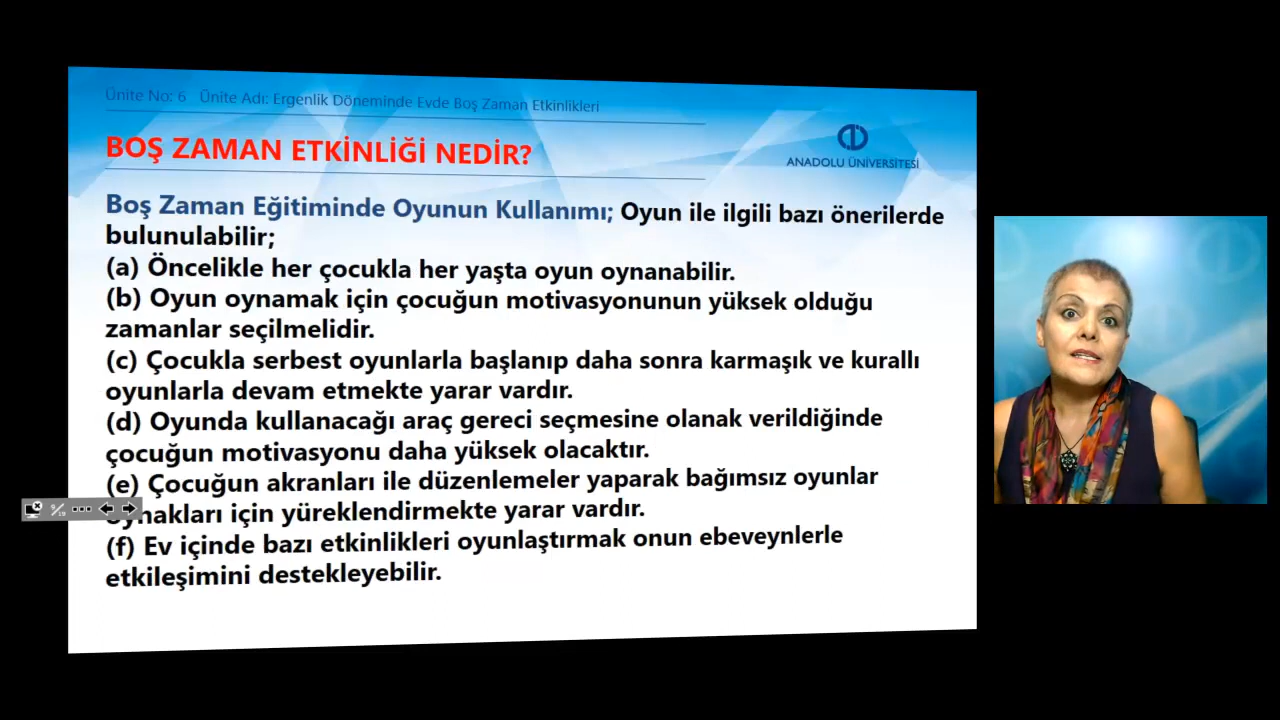 Ünite No: 6 Ünite Adı: Ergenlik Döneminde Evde Boş Zaman Etkinlikleri
BOŞ ZAMAN ETKİNLİĞİ NEDİR?
ANADOLU ÜNİVERSİTESİ
Boş Zaman Eğitiminde Oyunun Kullanımı; Oyun ile ilgili bazı önerilerde
bulunulabilir;
(a) Öncelikle her çocukla her yaşta oyun oynanabilir.
(b) Oyun oynamak için çocuğun motivasyonunun yüksek olduğu
zamanlar seçilmelidir.
(c) Çocukla serbest oyunlarla başlanıp daha sonra karmaşık ve kurallı
oyunlarla devam etmekte yarar vardır.
(d) Oyunda kullanacağı araç gereci seçmesine olanak verildiğinde
çocuğun motivasyonu daha yüksek olacaktır.
(e) Çocuğun akranları ile düzenlemeler yaparak bağımsız oyunlar
oynakları için yüreklendirmekte yarar vardır.
(f) Ev içinde bazı etkinlikleri oyunlaştırmak onun ebeveynlerle
etkileşimini destekleyebilir.
9/19